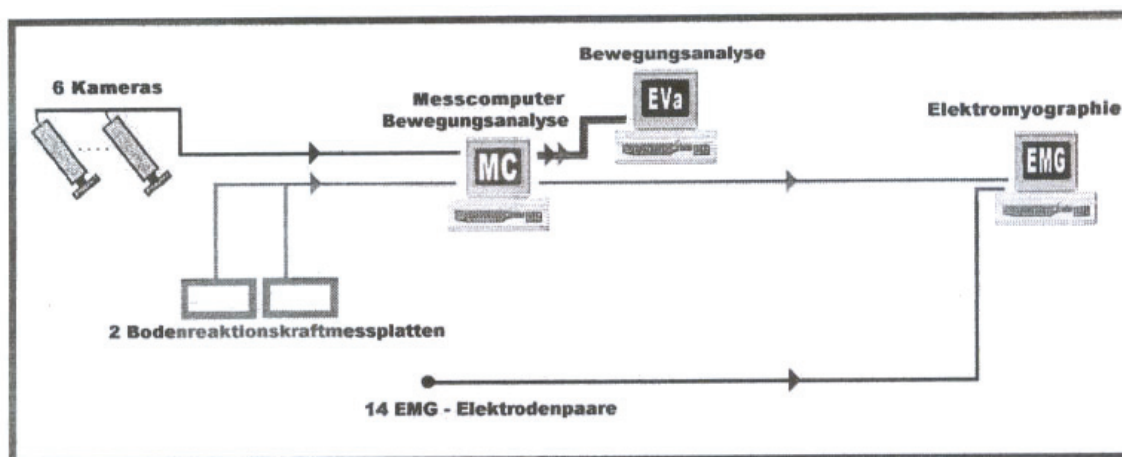 Bewegungsanalyse
6 Kameras
EVa
Messcomputer
Bewegungsanalyse
Elektromyographie
MC
EMG
2 Bodenreaktionskraftmessplatten
14 EMG - Elektrodenpaare